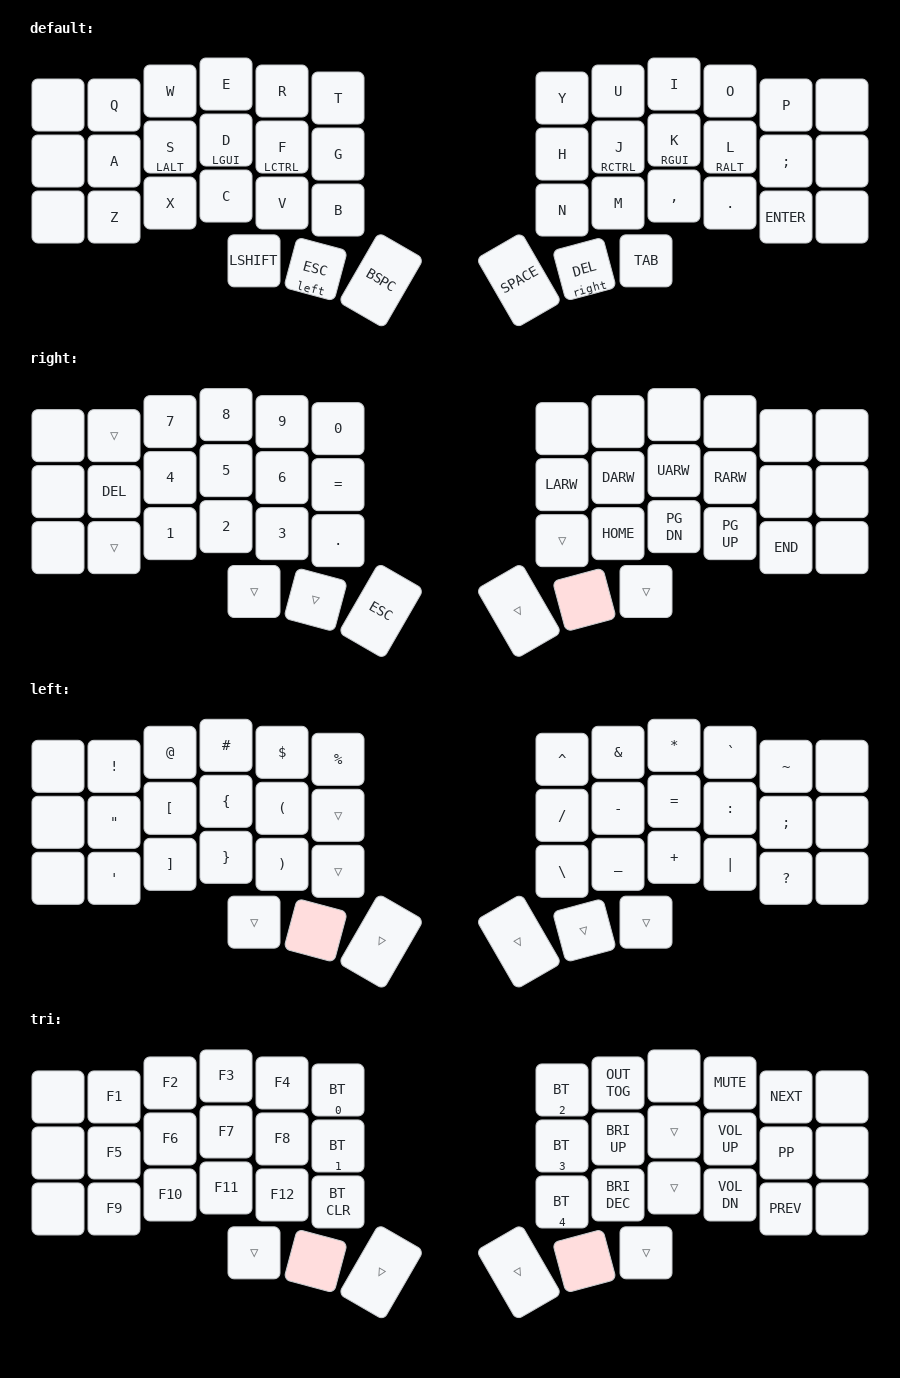 default:
Q W E R T Y U I O P
A S D F G H J K L ;
LALT LGUI LCTRL RCTRL RGUI RALT
Z X C V B N M , . ENTER
LSHIFT ESC BSPC SPACE DEL TAB
left right
right:
▽ 7 8 9 0
DEL 4 5 6 = LARW DARW UARW RARW
▽ 1 2 3 . ▽ HOME PG DN PG UP END
▽ ▽ ESC ▽ ▽
left:
! @ # $ % ^ & * ` ~
" [ { ( ▽ / - = : ;
' ] } ) ▽ \ _ + | ?
▽ ▽ ▽ ▽ ▽
tri:
F1 F2 F3 F4 BT 0 BT 2 OUT TOG MUTE NEXT
F5 F6 F7 F8 BT 1 BT 3 BRI UP ▽ VOL UP PP
F9 F10 F11 F12 BT CLR BT 4 BRI DEC ▽ VOL DN PREV
▽ ▽ ▽ ▽